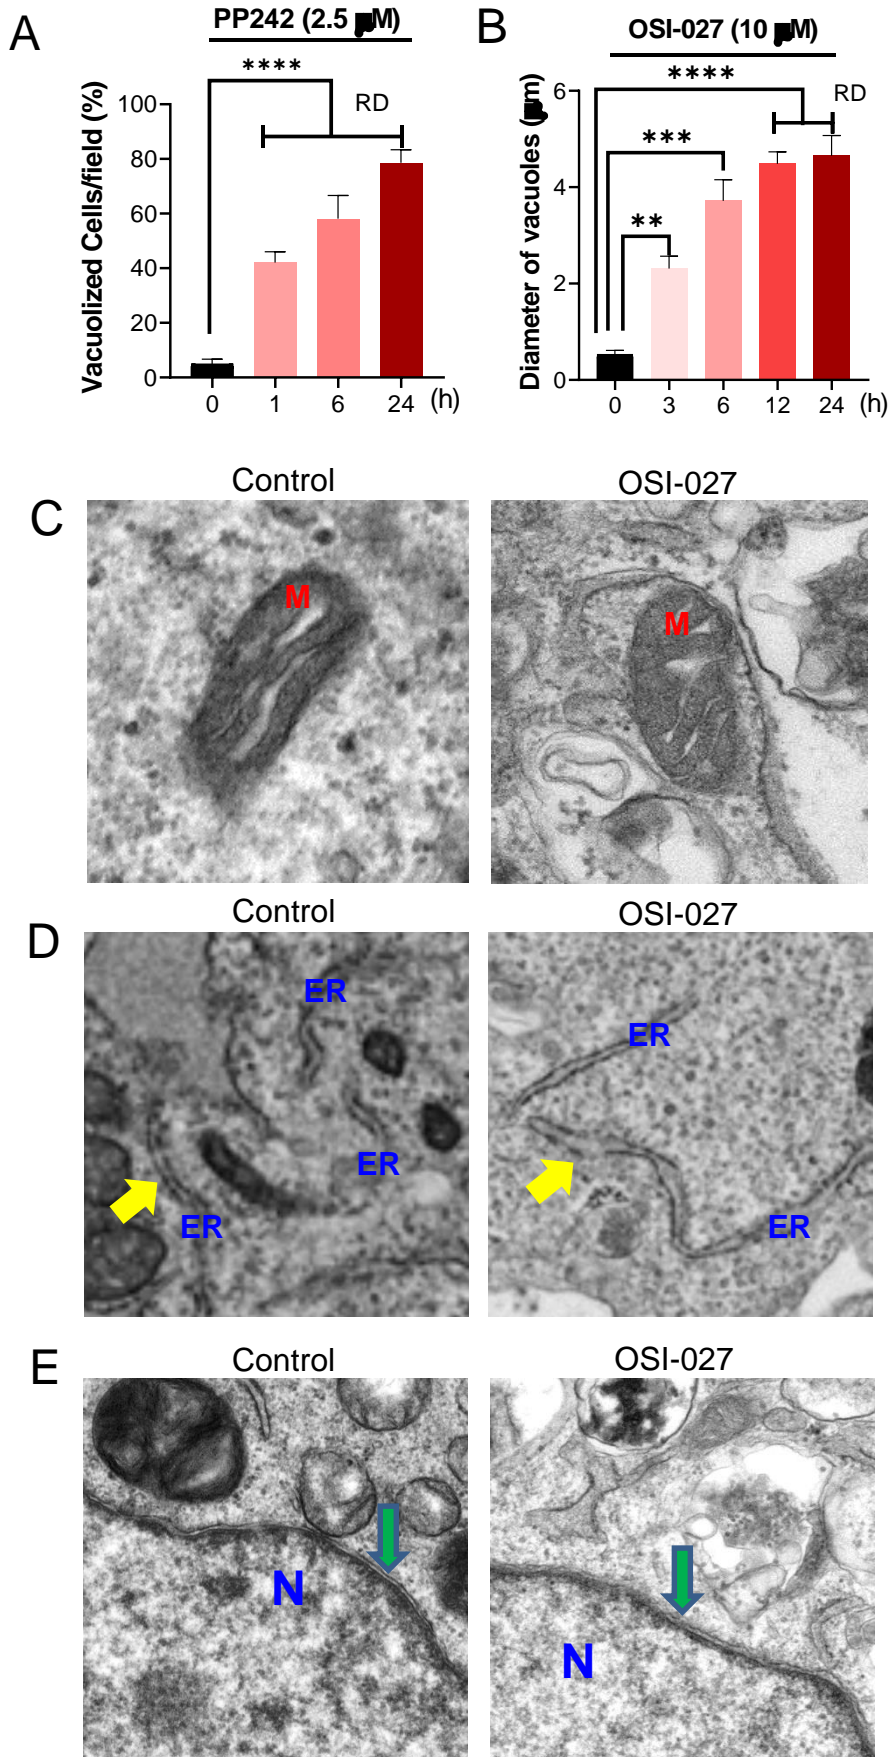 A
PP242 (2.5 μM)
****
RD
Vacuolized Cells/field (%)
100
80
60
40
20
0
0 1 6 24 (h)
B
OSI-027 (10 μM)
****
RD
***
**
Diameter of vacuoles (μm)
6
4
2
0
0 3 6 12 24 (h)
C
Control
OSI-027
M
M
D
Control
OSI-027
ER
ER
ER
ER
ER
E
Control
OSI-027
N
N